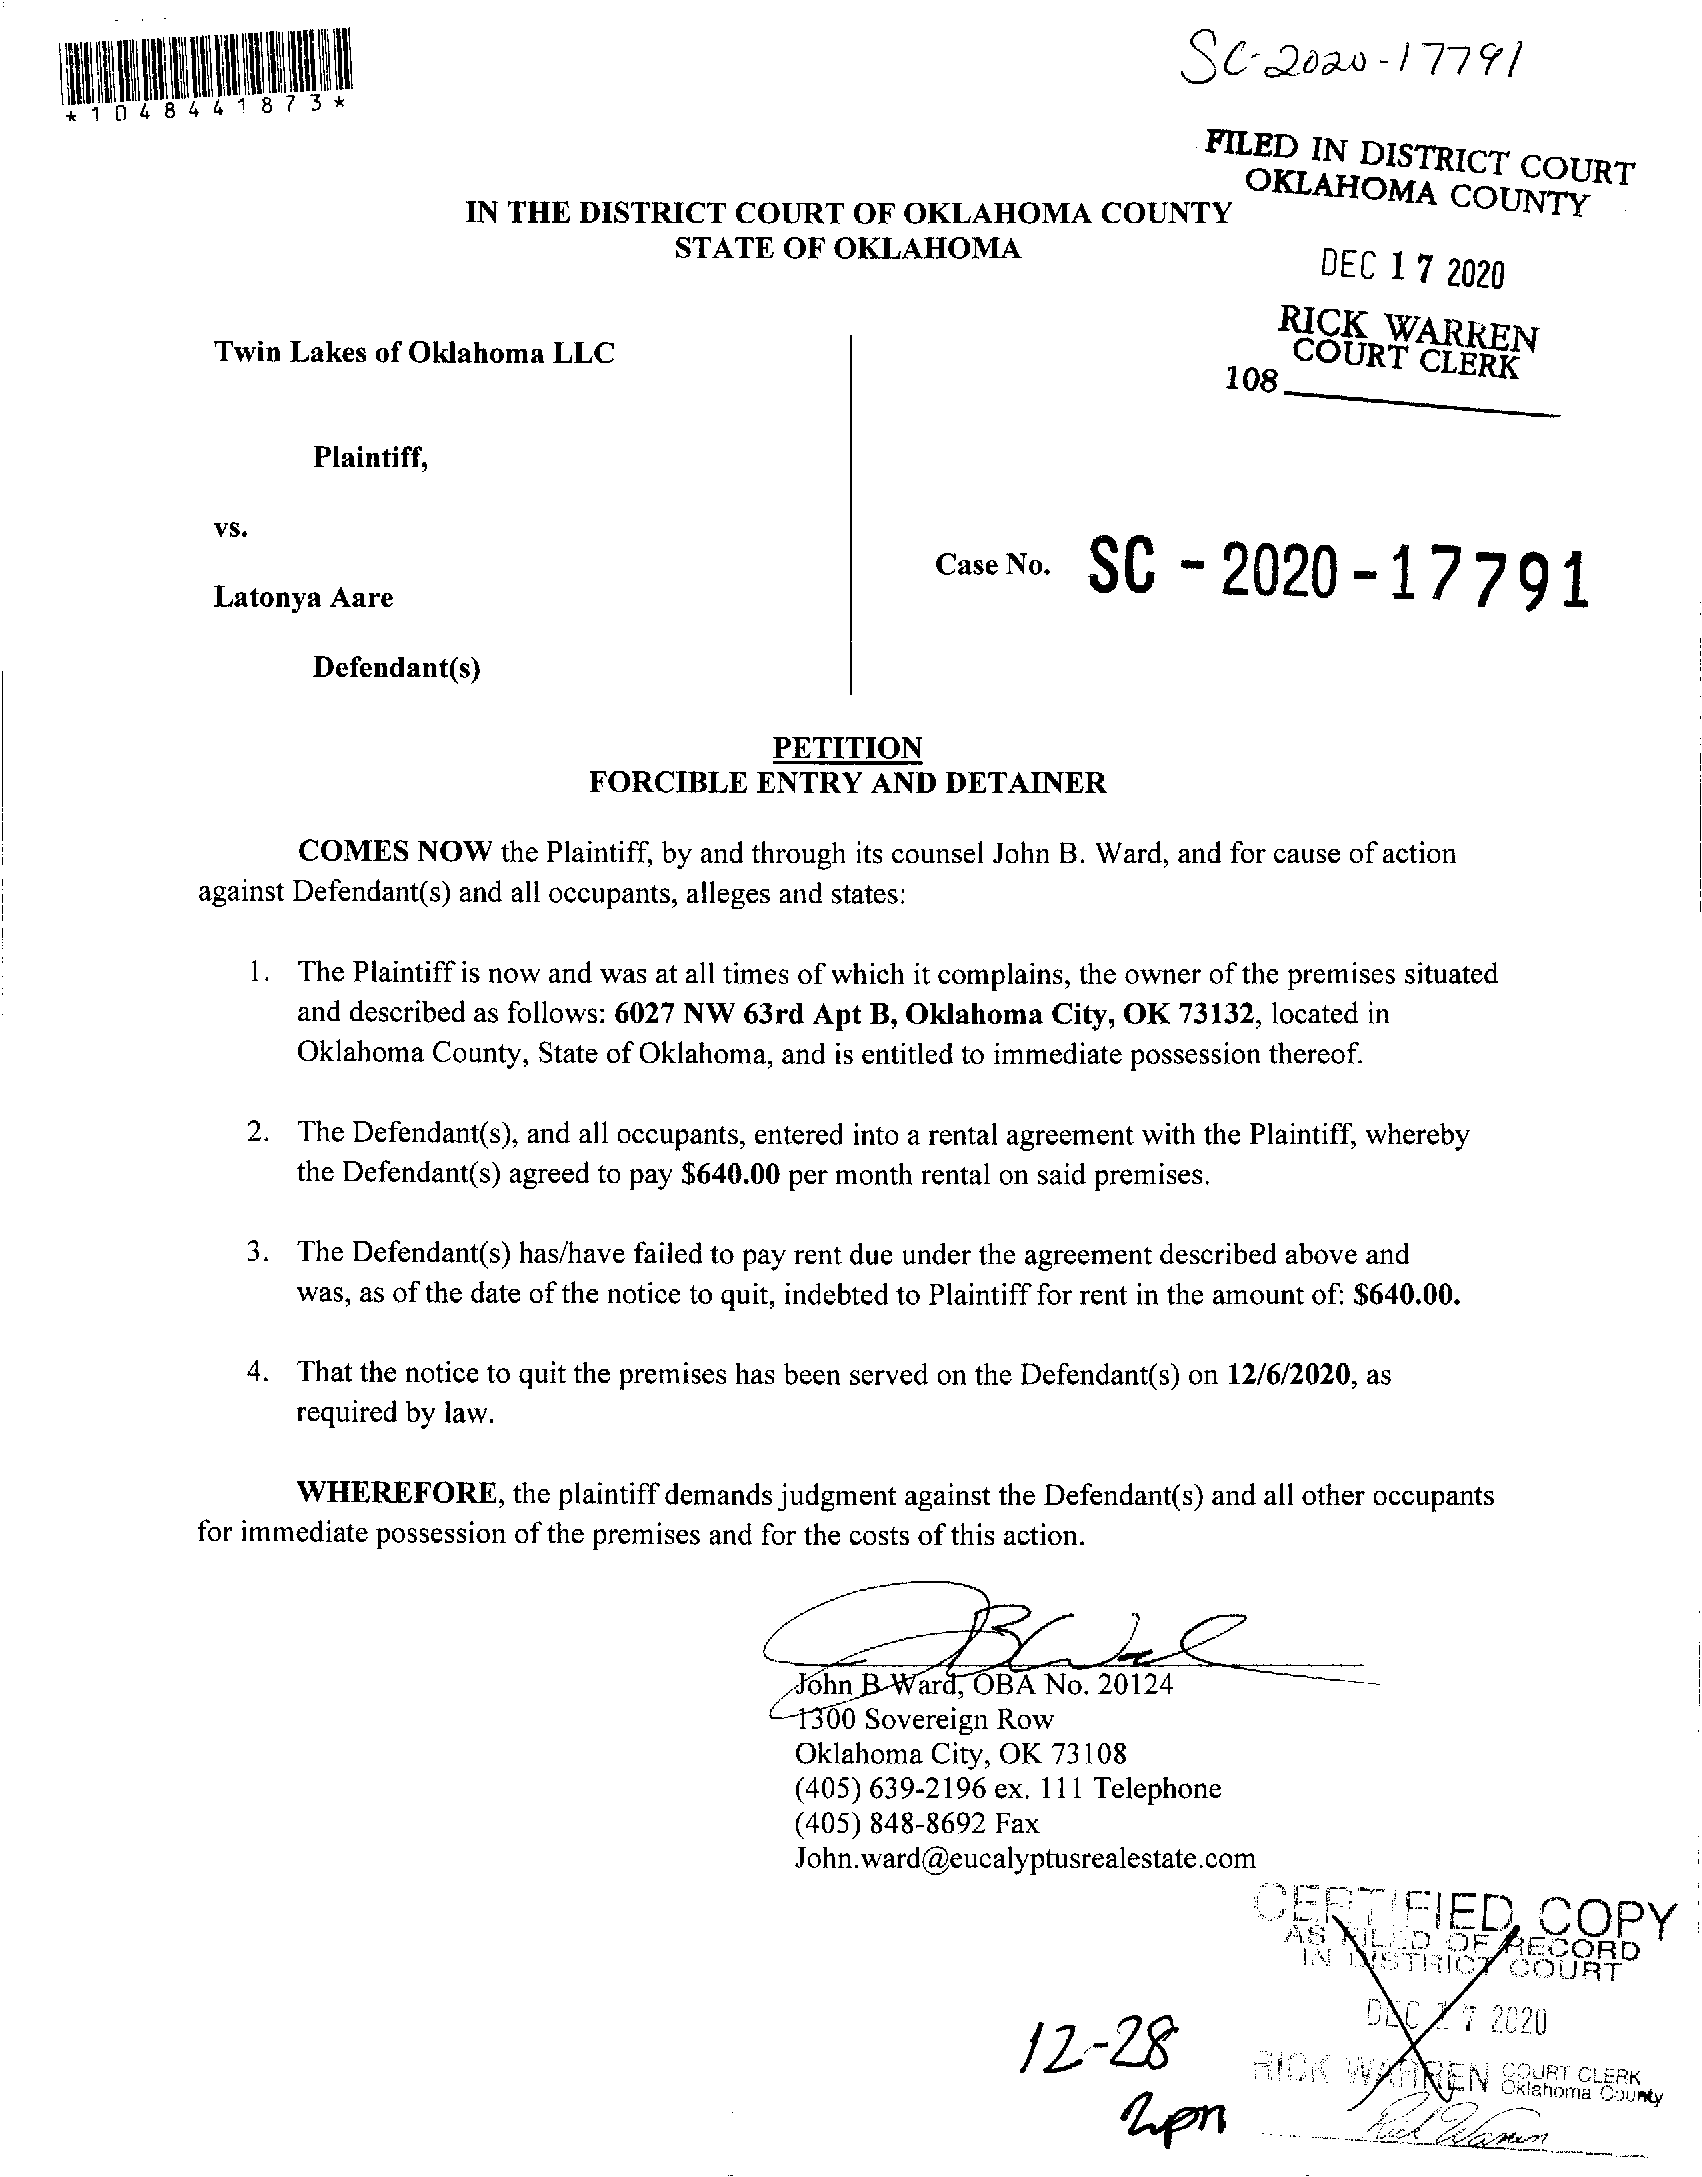 *1048441873*
SC-2020-17791
FILED IN DISTRICT COURT
OKLAHOMA COUNTY
IN THE DISTRICT COURT OF OKLAHOMA COUNTY
STATE OF OKLAHOMA
DEC 17 2020
RICK WARREN
COURT CLERK
108
Twin Lakes of Oklahoma LLC
Plaintiff,
vs.
Case No. SC - 2020 - 17791
Latonya Aare
Defendant(s)
PETITION
FORCIBLE ENTRY AND DETAINER
COMES NOW the Plaintiff, by and through its counsel John B. Ward, and for cause of action
against Defendant(s) and all occupants, alleges and states:
1. The Plaintiff is now and was at all times of which it complains, the owner of the premises situated
and described as follows: 6027 NW 63rd Apt B, Oklahoma City, OK 73132, located in
Oklahoma County, State of Oklahoma, and is entitled to immediate possession thereof.
2. The Defendant(s), and all occupants, entered into a rental agreement with the Plaintiff, whereby
the Defendant(s) agreed to pay $640.00 per month rental on said premises.
3. The Defendant(s) has/have failed to pay rent due under the agreement described above and
was, as of the date of the notice to quit, indebted to Plaintiff for rent in the amount of: $640.00.
4. That the notice to quit the premises has been served on the Defendant(s) on 12/6/2020, as
required by law.
WHEREFORE, the plaintiff demands judgment against the Defendant(s) and all other occupants
for immediate possession of the premises and for the costs of this action.
John B Ward, OBA No. 20124
1300 Sovereign Row
Oklahoma City, OK 73108
(405) 639-2196 ex. 111 Telephone
(405) 848-8692 Fax
John.ward@eucalyptusrealestate.com
CERTIFIED COPY
AS FILED OF RECORD
IN DISTRICT COURT
DEC 17 2020
RICK WARREN COURT CLERK
Oklahoma County
Rick Warren
12-28
2pm